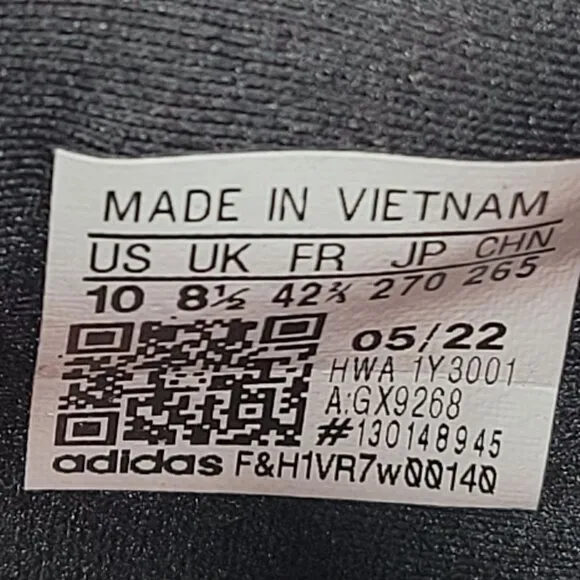 MADE IN VIETNAM
US UK FR JP CHN
10 8½ 42⅔ 270 265
05/22
HWA 1Y3001
A:GX9268
#130148945
adidas F&H1VR7w00140